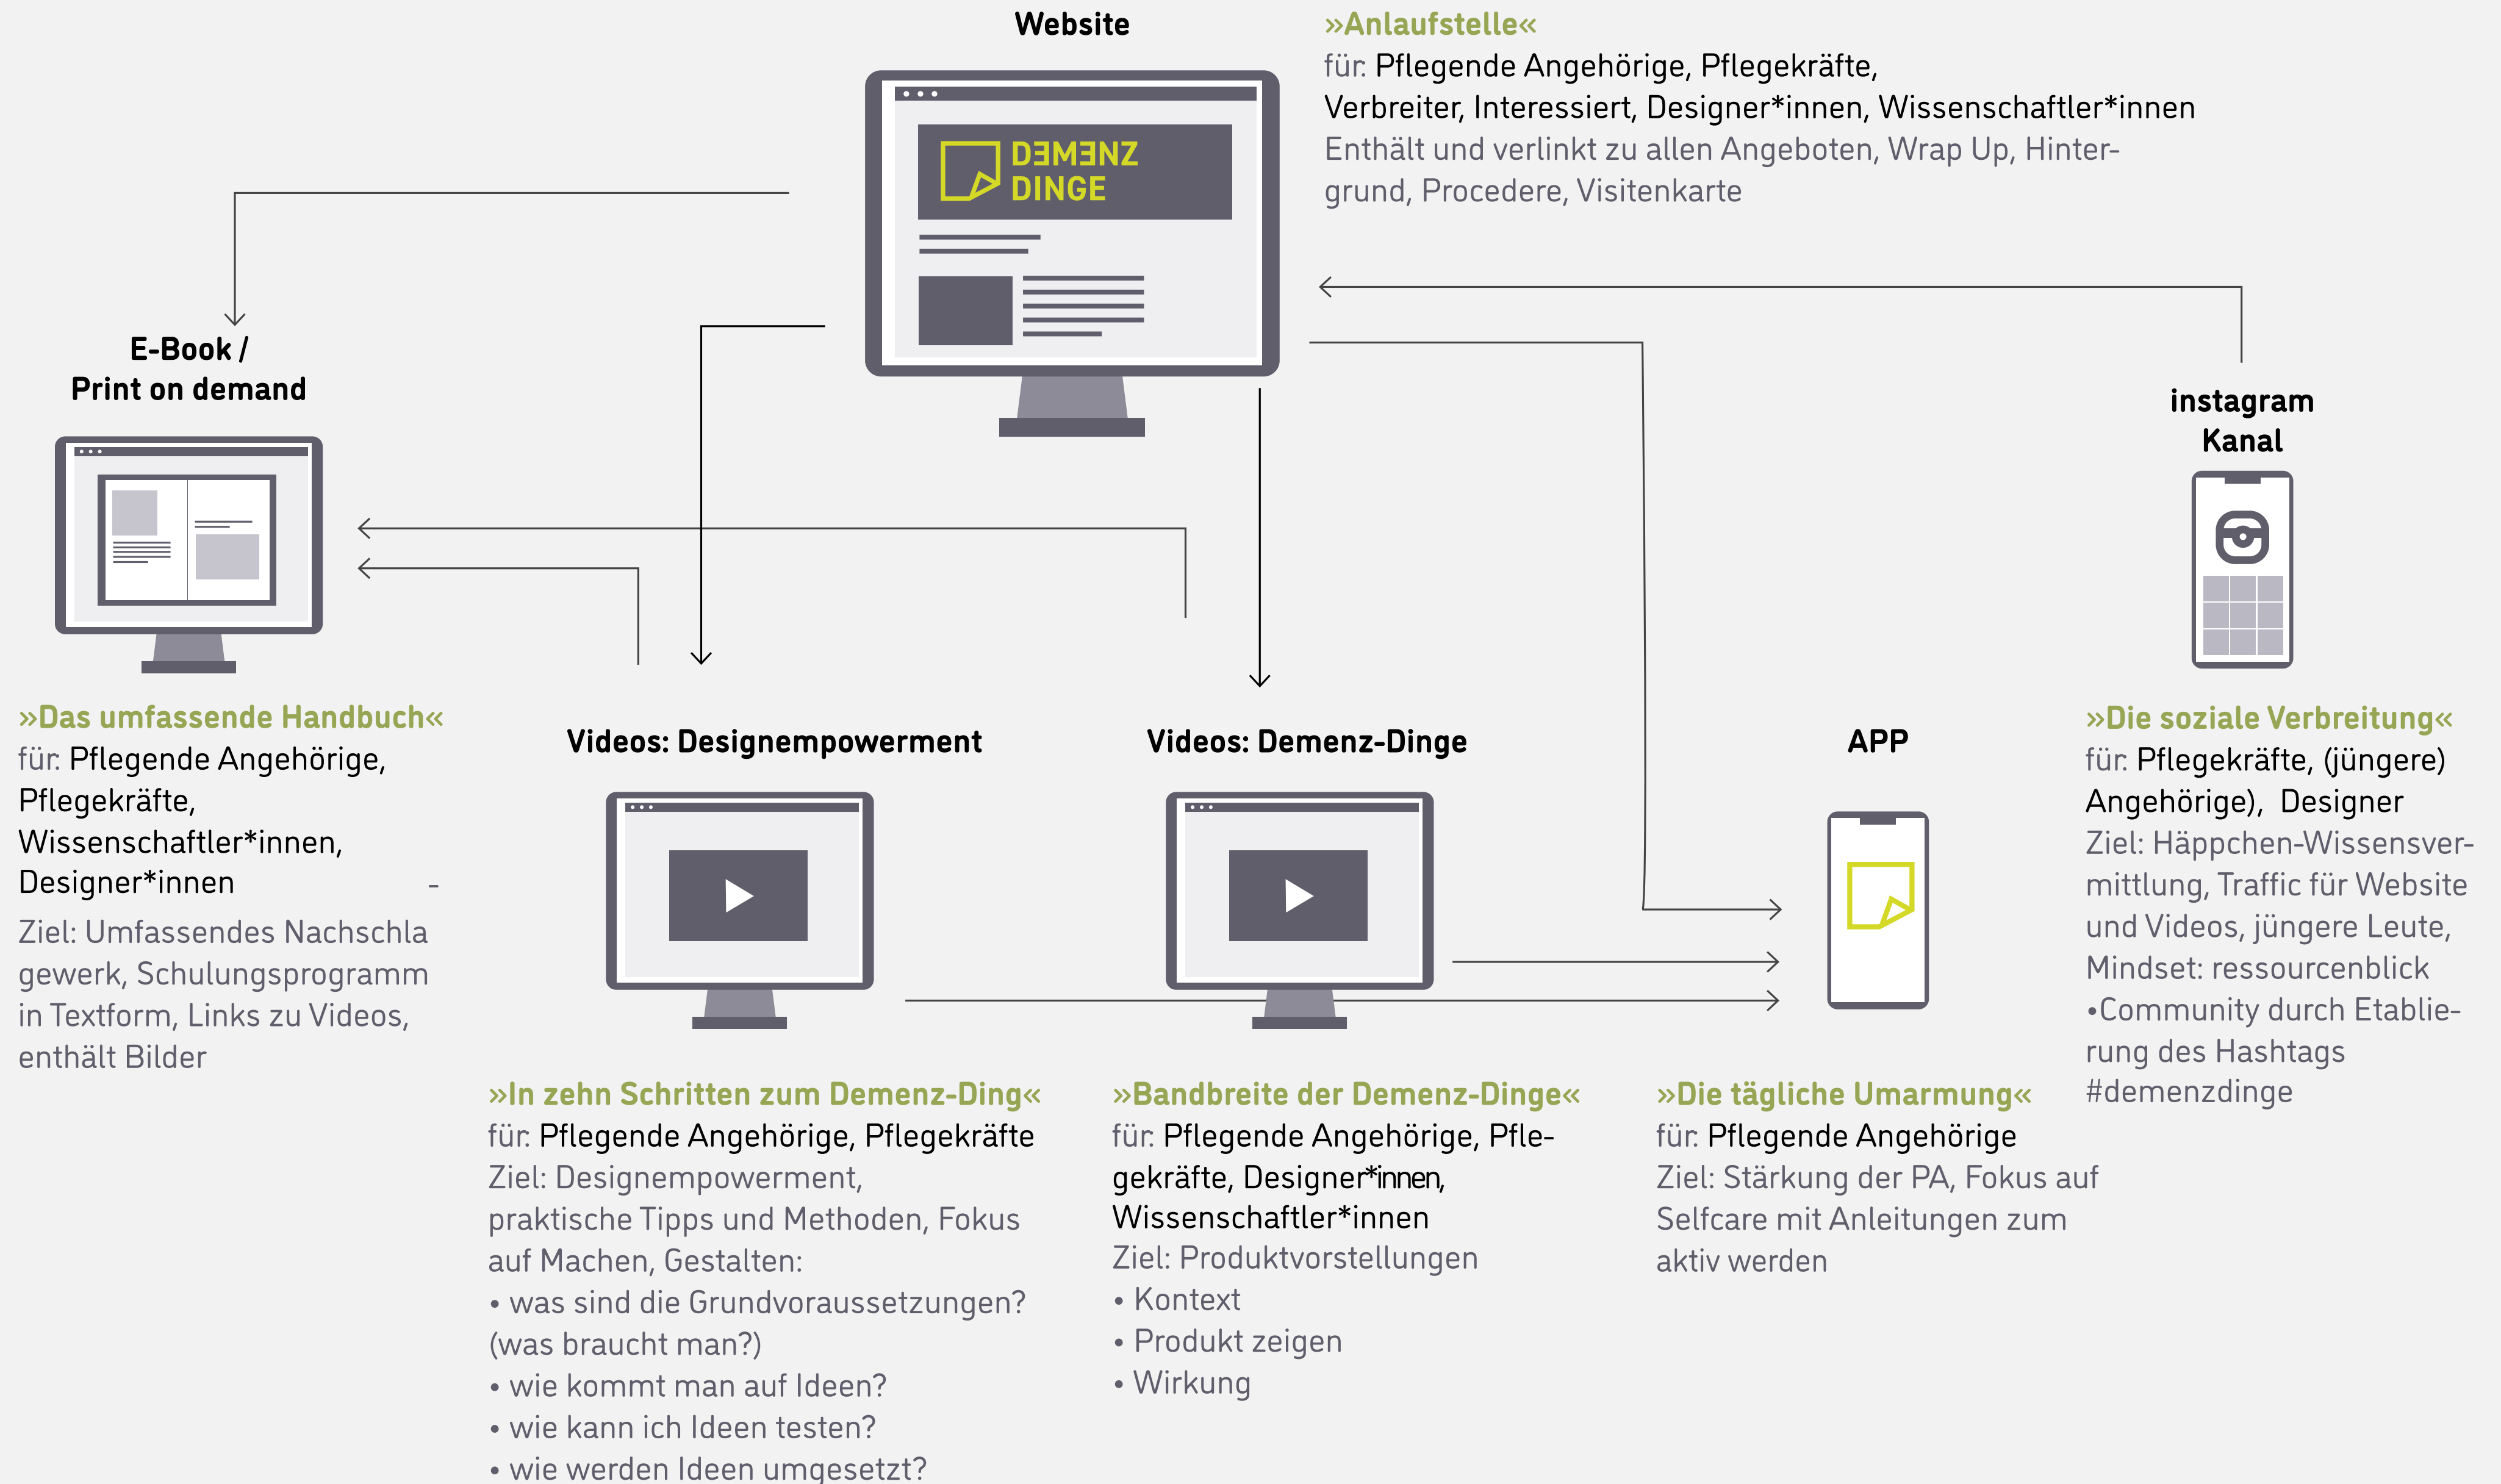 Website
»Anlaufstelle«
für: Pflegende Angehörige, Pflegekräfte,
Verbreiter, Interessiert, Designer*innen, Wissenschaftler*innen
Enthält und verlinkt zu allen Angeboten, Wrap Up, Hinter-
grund, Procedere, Visitenkarte
DEMENZ
DINGE
E-Book /
Print on demand
»Das umfassende Handbuch«
für: Pflegende Angehörige,
Pflegekräfte,
Wissenschaftler*innen,
Designer*innen -
Ziel: Umfassendes Nachschla
gewerk, Schulungsprogramm
in Textform, Links zu Videos,
enthält Bilder
Videos: Designempowerment
»In zehn Schritten zum Demenz-Ding«
für: Pflegende Angehörige, Pflegekräfte
Ziel: Designempowerment,
praktische Tipps und Methoden, Fokus
auf Machen, Gestalten:
• was sind die Grundvoraussetzungen?
(was braucht man?)
• wie kommt man auf Ideen?
• wie kann ich Ideen testen?
• wie werden Ideen umgesetzt?
Videos: Demenz-Dinge
»Bandbreite der Demenz-Dinge«
für: Pflegende Angehörige, Pfle-
gekräfte, Designer*innen,
Wissenschaftler*innen
Ziel: Produktvorstellungen
• Kontext
• Produkt zeigen
• Wirkung
APP
»Die tägliche Umarmung«
für: Pflegende Angehörige
Ziel: Stärkung der PA, Fokus auf
Selfcare mit Anleitungen zum
aktiv werden
instagram
Kanal
»Die soziale Verbreitung«
für: Pflegekräfte, (jüngere)
Angehörige), Designer
Ziel: Häppchen-Wissensver-
mittlung, Traffic für Website
und Videos, jüngere Leute,
Mindset: ressourcenblick
•Community durch Etablie-
rung des Hashtags
#demenzdinge